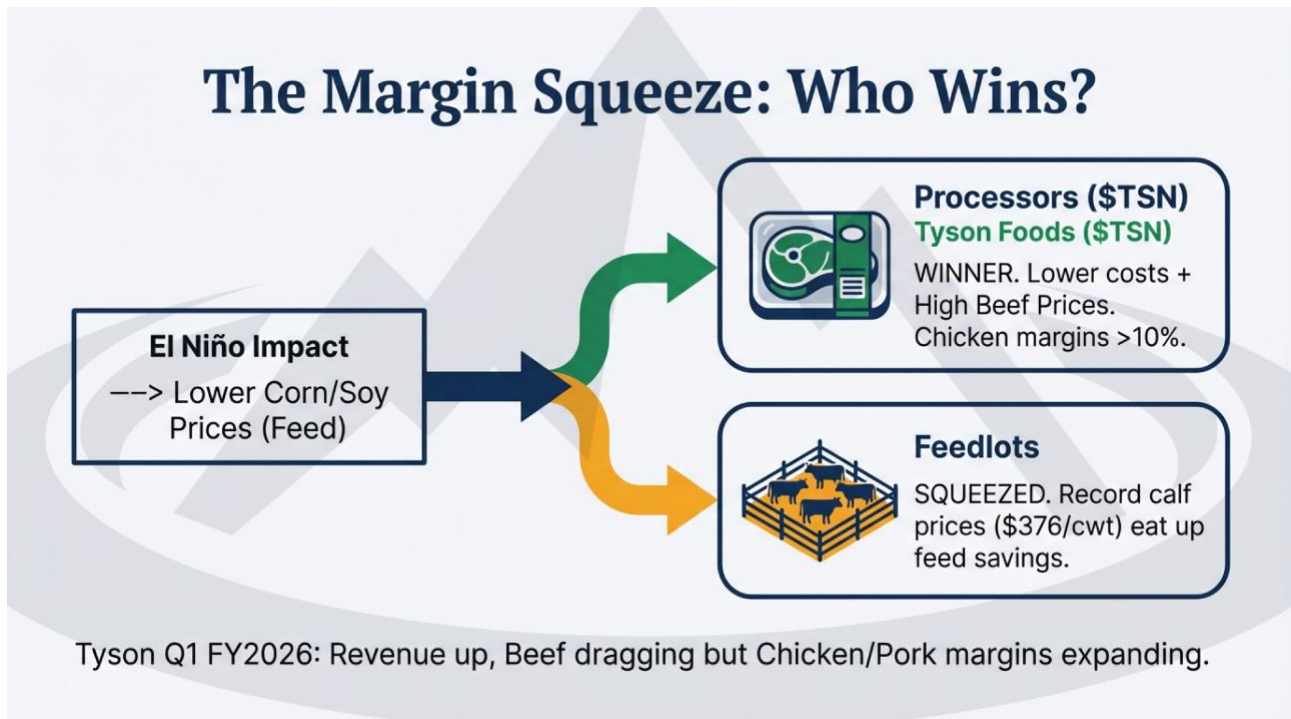 The Margin Squeeze: Who Wins?
El Niño Impact
––> Lower Corn/Soy
Prices (Feed)
Processors ($TSN)
Tyson Foods ($TSN)
WINNER. Lower costs +
High Beef Prices.
Chicken margins >10%.
Feedlots
SQUEEZED. Record calf
prices ($376/cwt) eat up
feed savings.
Tyson Q1 FY2026: Revenue up, Beef dragging but Chicken/Pork margins expanding.